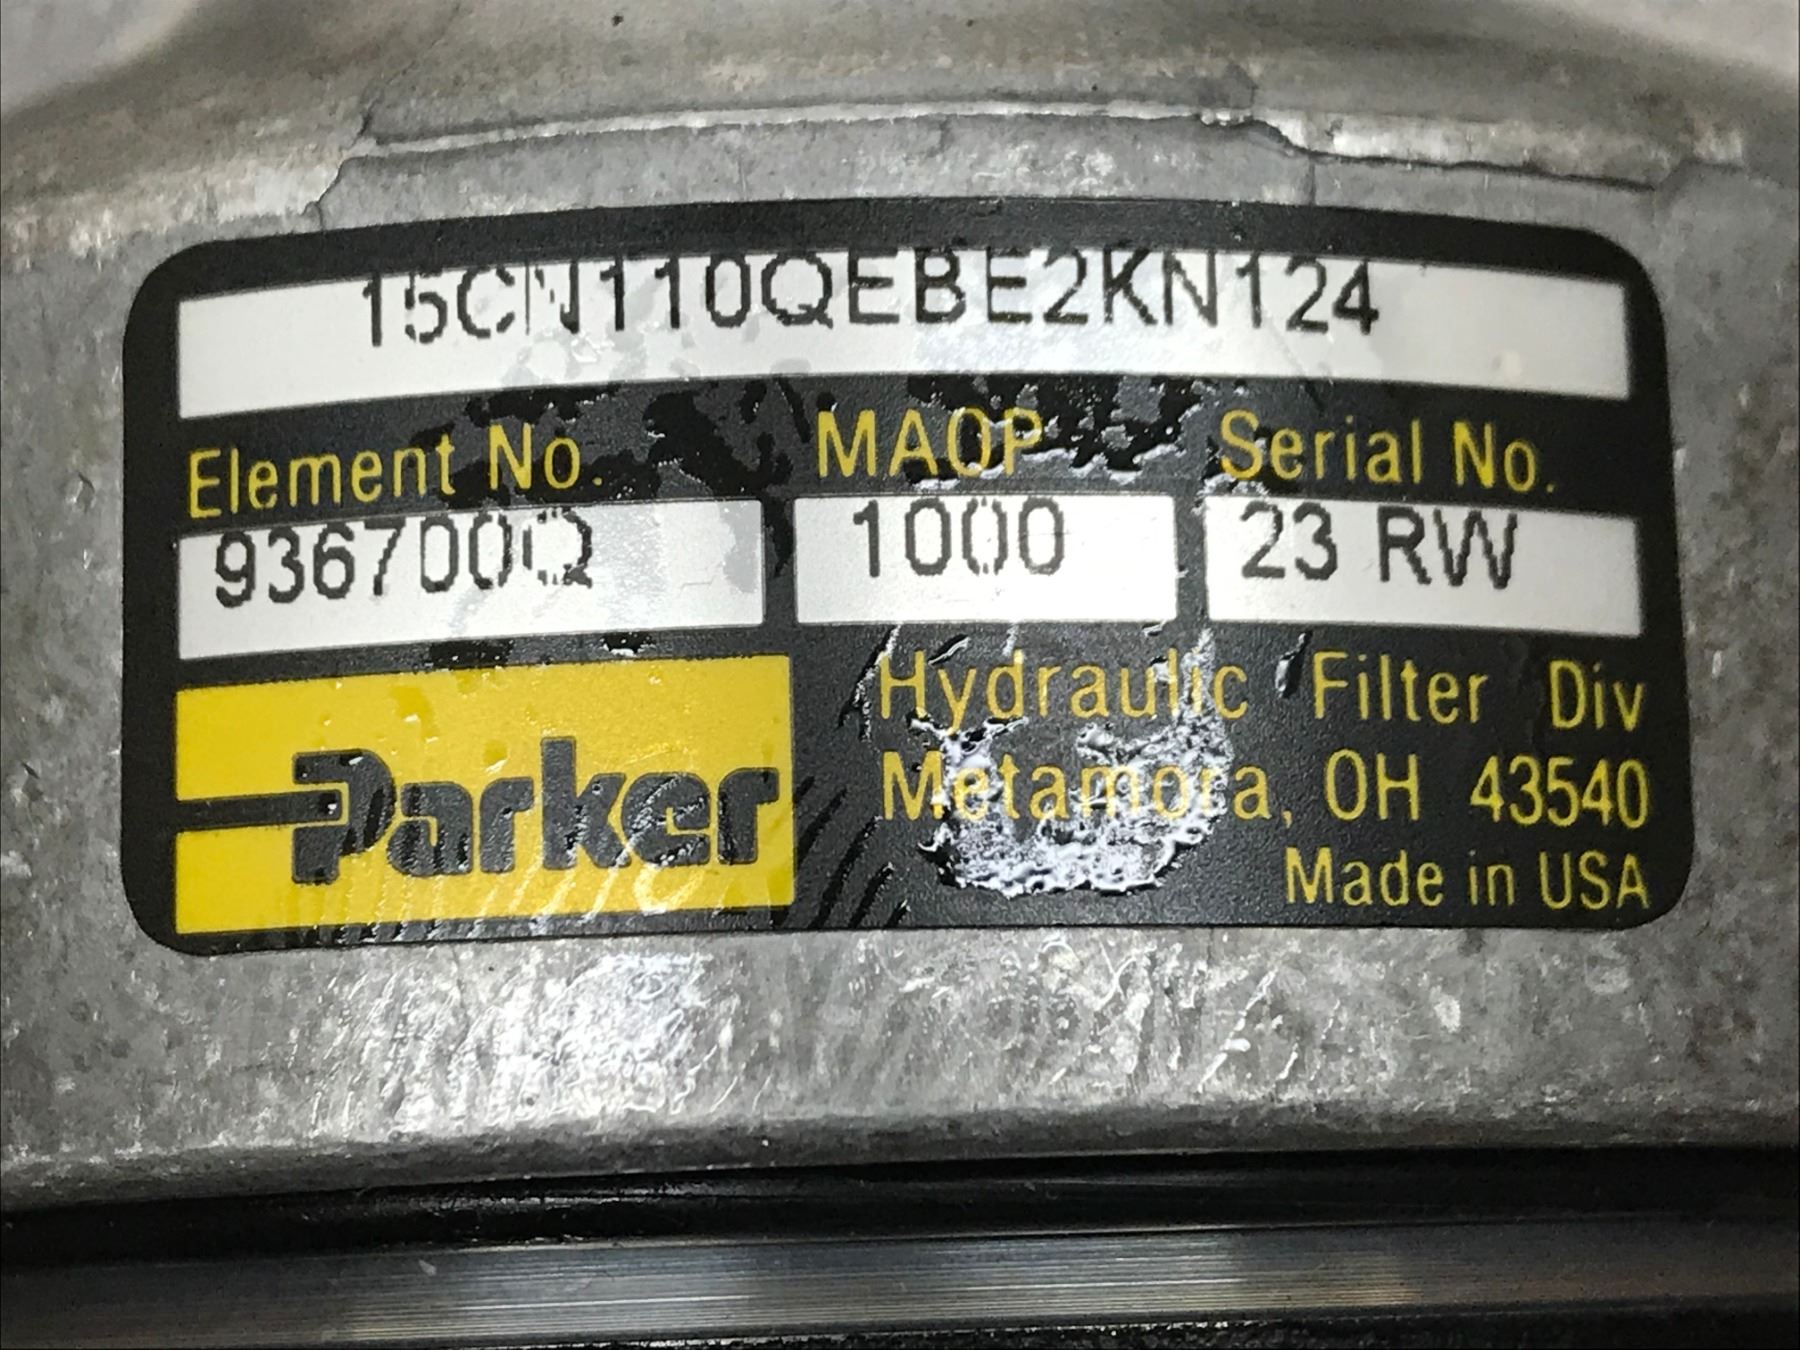 15CN110QEBE2KN124
Element No. MAOP Serial No.
936700Q 1000 23 RW
Parker
Hydraulic Filter Div
Metamora, OH 43540
Made in USA